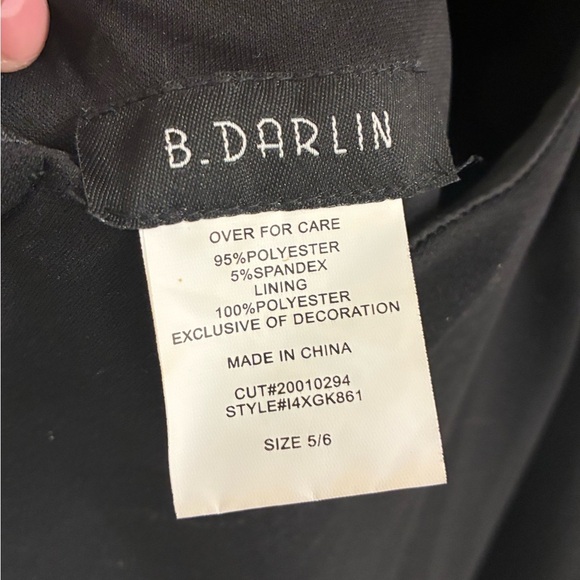 B.DARLIN
OVER FOR CARE
95%POLYESTER
5%SPANDEX
LINING
100%POLYESTER
EXCLUSIVE OF DECORATION
MADE IN CHINA
CUT#20010294
STYLE#I4XGK861
SIZE 5/6